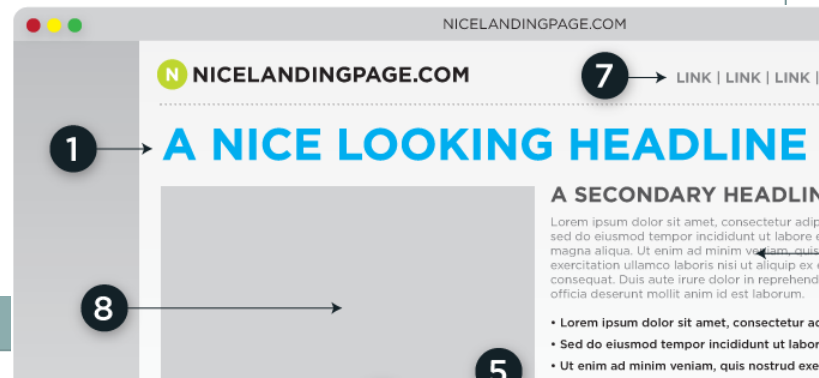 NICELANDINGPAGE.COM
N NICELANDINGPAGE.COM
7
LINK | LINK | LINK |
1
A NICE LOOKING HEADLINE
A SECONDARY HEADLIN
Lorem ipsum dolor sit amet, consectetur adip
sed do eiusmod tempor incididunt ut labore e
magna aliqua. Ut enim ad minim veniam, quis
exercitation ullamco laboris nisi ut aliquip ex
consequat. Duis aute irure dolor in reprehend
officia deserunt mollit anim id est laborum.
8
• Lorem ipsum dolor sit amet, consectetur ad
• Sed do eiusmod tempor incididunt ut labor
5
• Ut enim ad minim veniam, quis nostrud exe